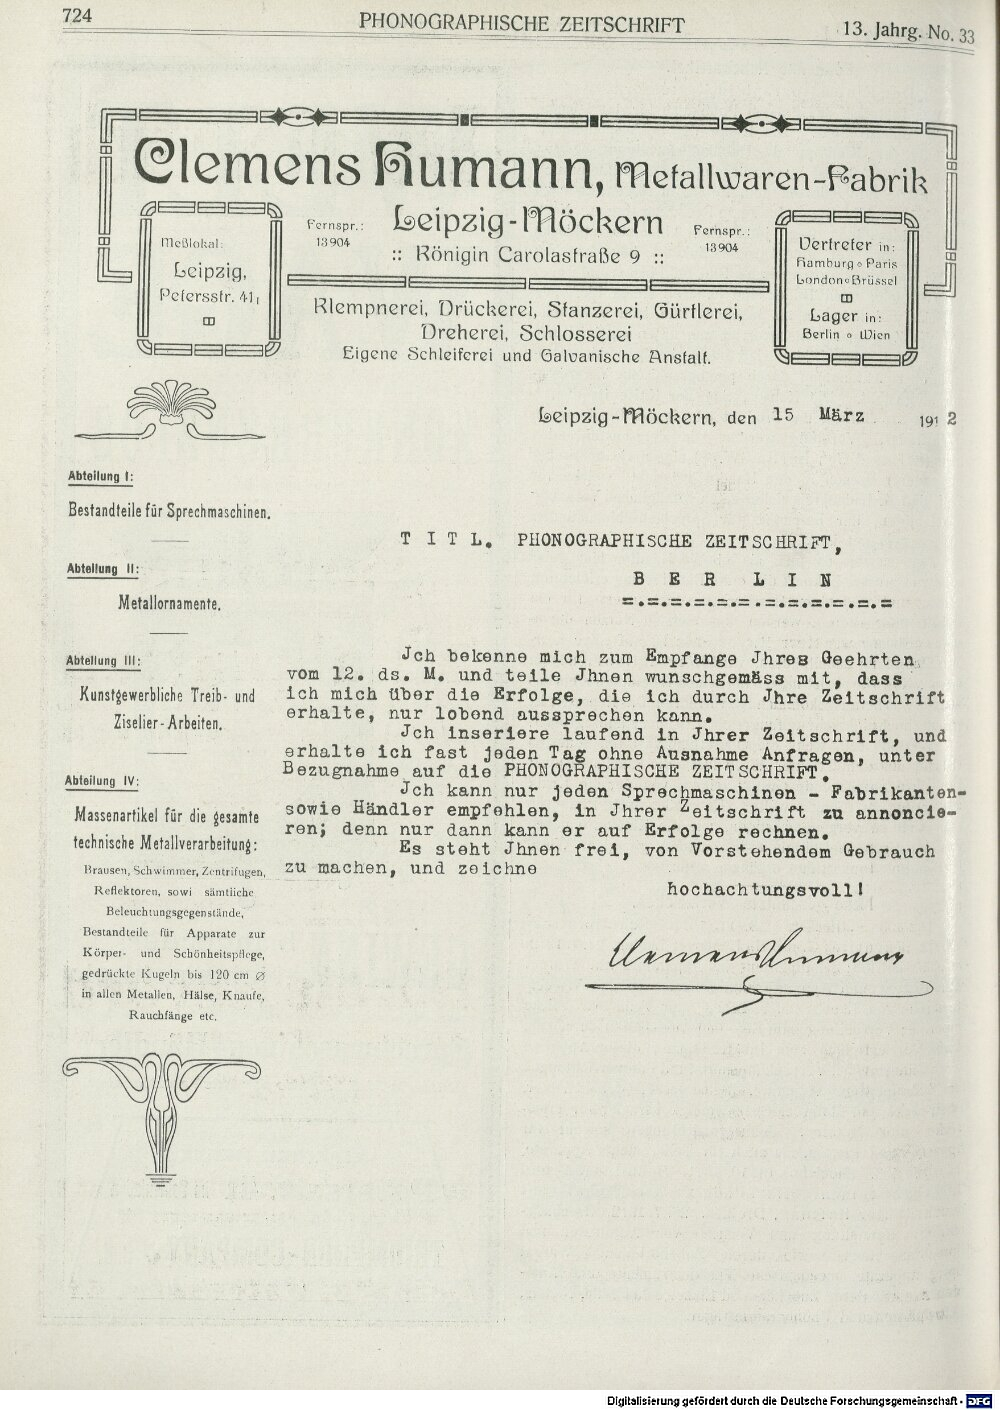 724
PHONOGRAPHISCHE ZEITSCHRIFT
13. Jahrg. No. 33
Clemens Humann, Metallwaren-Fabrik
Leipzig-Möckern
:: Königin Carolastraße 9 ::
Fernspr.:
13904
Fernspr.:
13904
Meßlokal:
Leipzig,
Petersstr. 41 I
Vertreter in:
Hamburg ∘ Paris
London ∘ Brüssel
Lager in:
Berlin ∘ Wien
Klempnerei, Drückerei, Stanzerei, Gürtlerei,
Dreherei, Schlosserei
Eigene Schleiferei und Galvanische Anstalt.
Leipzig-Möckern, den 15 März 1912
Abteilung I:
Bestandteile für Sprechmaschinen.
Abteilung II:
Metallornamente.
Abteilung III:
Kunstgewerbliche Treib- und
Ziselier-Arbeiten.
Abteilung IV:
Massenartikel für die gesamte
technische Metallverarbeitung:
Brausen, Schwimmer, Zentrifugen,
Reflektoren, sowi sämtliche
Beleuchtungsgegenstände,
Bestandteile für Apparate zur
Körper- und Schönheitspflege,
gedrückte Kugeln bis 120 cm ⌀
in allen Metallen, Hälse, Knaufe,
Rauchfänge etc.
T I T L. PHONOGRAPHISCHE ZEITSCHRIFT,
B E R L I N
=.=.=.=.=.=.=.=.=.=.=.=
Jch bekenne mich zum Empfange Jhres Geehrten
vom 12. ds. M. und teile Jhnen wunschgemäss mit, dass
ich mich über die Erfolge, die ich durch Jhre Zeitschrift
erhalte, nur lobend aussprechen kann.
Jch inseriere laufend in Jhrer Zeitschrift, und
erhalte ich fast jeden Tag ohne Ausnahme Anfragen, unter
Bezugnahme auf die PHONOGRAPHISCHE ZEITSCHRIFT.
Jch kann nur jeden Sprechmaschinen - Fabrikanten-
sowie Händler empfehlen, in Jhrer Zeitschrift zu annoncie-
ren; denn nur dann kann er auf Erfolge rechnen.
Es steht Jhnen frei, von Vorstehendem Gebrauch
zu machen, und zeichne
hochachtungsvoll!
Clemens Humann
Digitalisierung gefördert durch die Deutsche Forschungsgemeinschaft - DFG